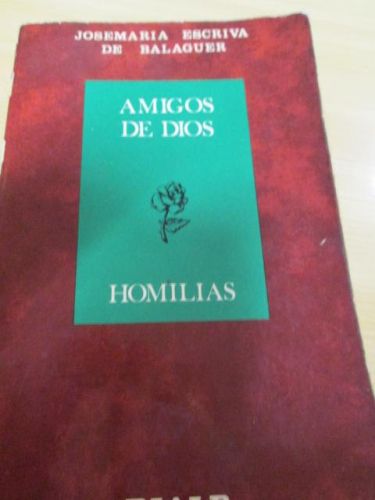 JOSEMARIA ESCRIVA
DE BALAGUER
AMIGOS
DE DIOS
HOMILIAS